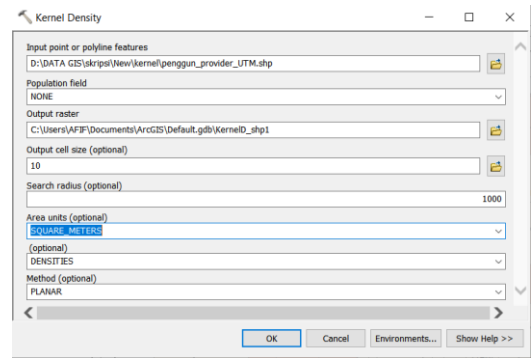 Kernel Density
Input point or polyline features
D:\DATA GIS\skripsi\New\kernel\penggun_provider_UTM.shp
Population field
NONE
Output raster
C:\Users\AFIF\Documents\ArcGIS\Default.gdb\KernelD_shp1
Output cell size (optional)
10
Search radius (optional)
1000
Area units (optional)
SQUARE_METERS
(optional)
DENSITIES
Method (optional)
PLANAR
OK Cancel Environments... Show Help >>